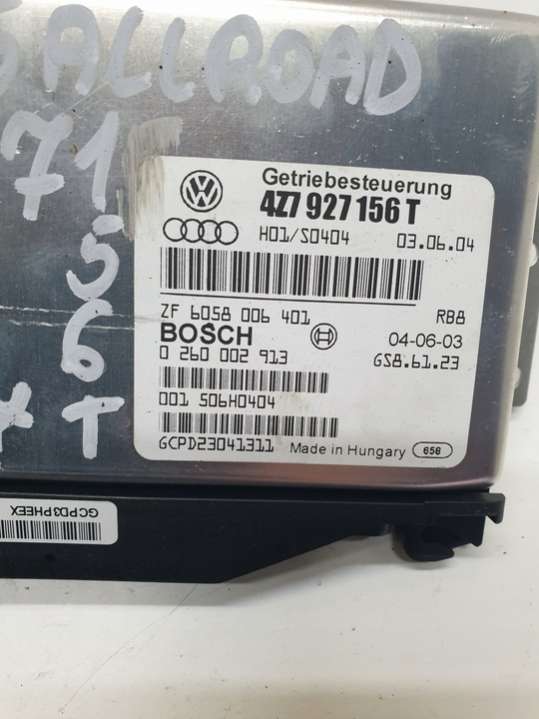 ALLROAD
71
5
6
T
Getriebesteuerung
4Z7 927 156 T
H01/S0404 03.06.04
ZF 6058 006 401 RB8
BOSCH 04-06-03
0 260 002 913 GS8.61.23
001 506H0404
GCPD23041311 Made in Hungary 656
GCPD3PHEEX